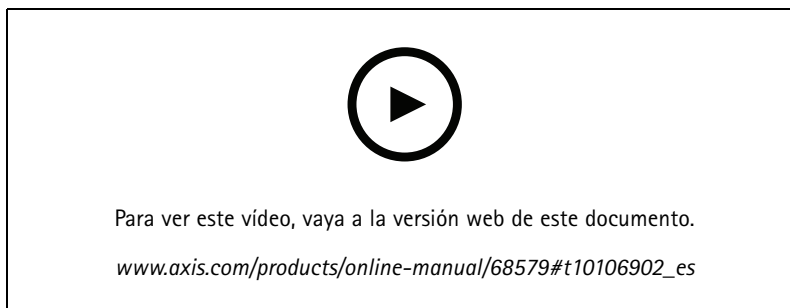 Para ver este vídeo, vaya a la versión web de este documento.
www.axis.com/products/online-manual/68579#t10106902_es